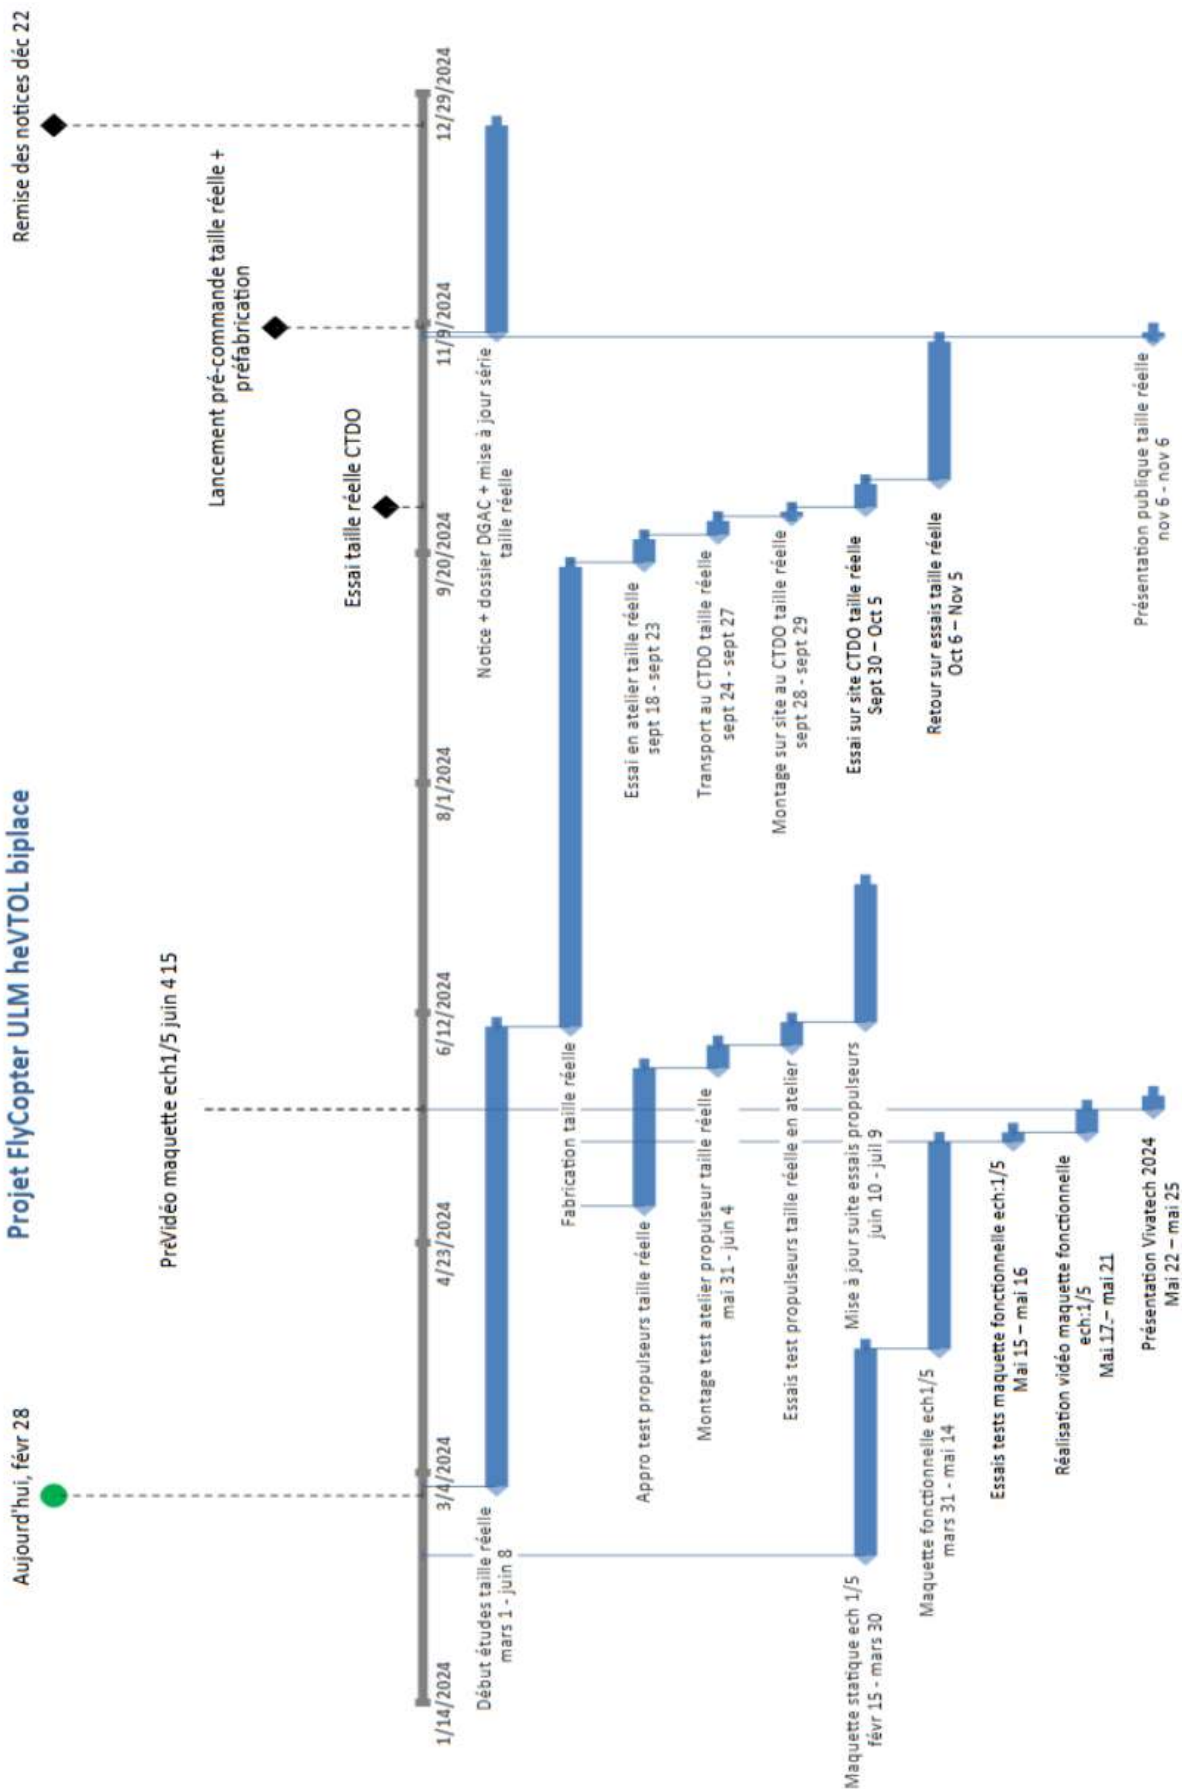 Projet FlyCopter ULM heVTOL biplace
Aujourd'hui, févr 28
PréVidéo maquette ech1/5 juin 4 15
Essai taille réelle CTDO
Lancement pré-commande taille réelle +
préfabrication
Remise des notices déc 22
1/14/2024
3/4/2024
4/23/2024
6/12/2024
8/1/2024
9/20/2024
11/9/2024
12/29/2024
Début études taille réelle
mars 1 - juin 8
Notice + dossier DGAC + mise à jour série
taille réelle
Fabrication taille réelle
Appro test propulseurs taille réelle
Essai en atelier taille réelle
sept 18 - sept 23
Montage test atelier propulseur taille réelle
mai 31 - juin 4
Transport au CTDO taille réelle
sept 24 - sept 27
Essais test propulseurs taille réelle en atelier
Montage sur site au CTDO taille réelle
sept 28 - sept 29
Maquette statique ech 1/5
févr 15 - mars 30
Mise à jour suite essais propulseurs
juin 10 - juil 9
Essai sur site CTDO taille réelle
Sept 30 – Oct 5
Maquette fonctionnelle ech1/5
mars 31 - mai 14
Retour sur essais taille réelle
Oct 6 – Nov 5
Essais tests maquette fonctionnelle ech:1/5
Mai 15 – mai 16
Réalisation vidéo maquette fonctionnelle
ech:1/5
Mai 17.– mai 21
Présentation Vivatech 2024
Mai 22 – mai 25
Présentation publique taille réelle
nov 6 - nov 6